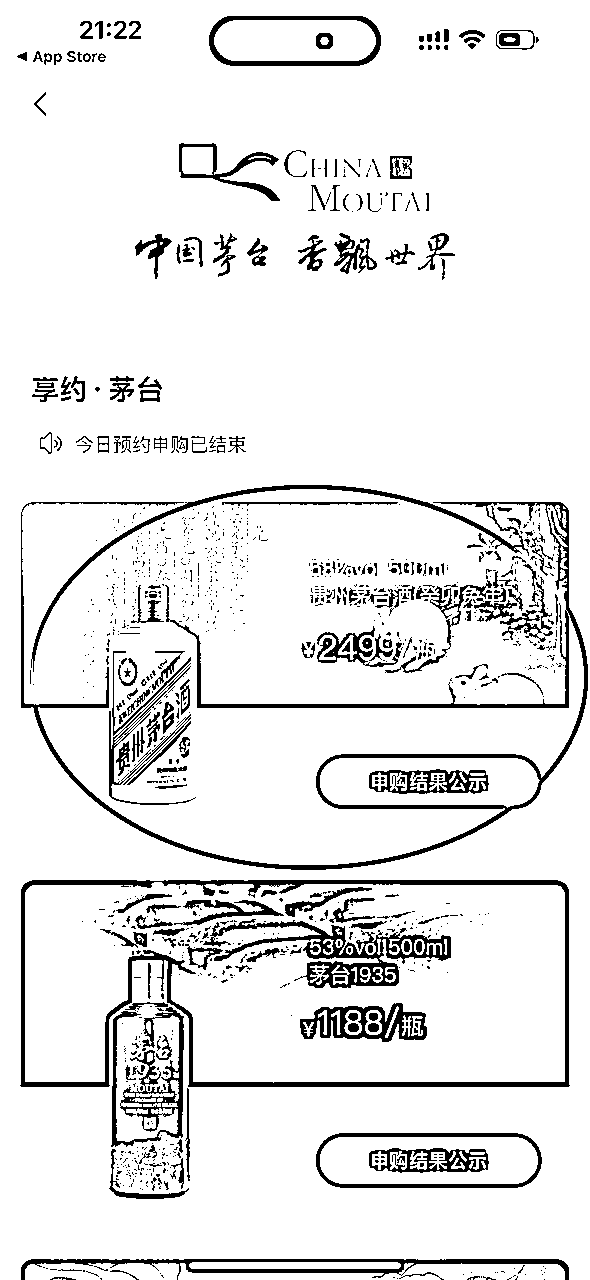 21:22
App Store
CHINA
MOUTAI
中国茅台 香飘世界
享约·茅台
今日预约申购已结束
500ml
贵州茅台酒(癸卯兔年)
¥2499/瓶
贵州茅台酒
申购结果公示
53%vol 500ml
茅台1935
¥1188/瓶
茅台
1935
MOUTAI
申购结果公示